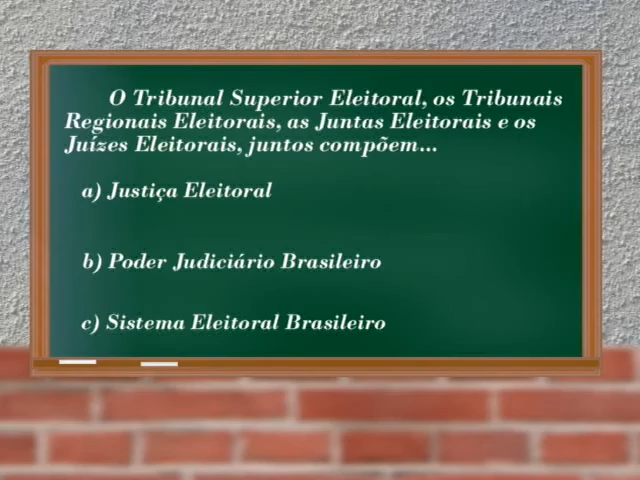 O Tribunal Superior Eleitoral, os Tribunais
Regionais Eleitorais, as Juntas Eleitorais e os
Juízes Eleitorais, juntos compõem...
a) Justiça Eleitoral
b) Poder Judiciário Brasileiro
c) Sistema Eleitoral Brasileiro